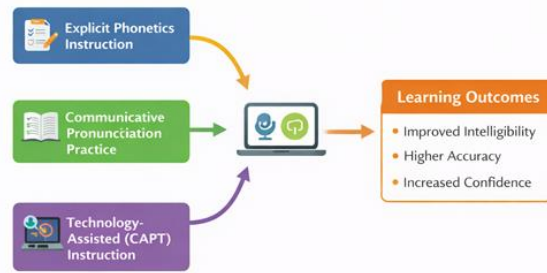 Explicit Phonetics
Instruction
Communicative
Pronunciation
Practice
Technology-
Assisted (CAPT)
Instruction
Learning Outcomes
• Improved Intelligibility
• Higher Accuracy
• Increased Confidence